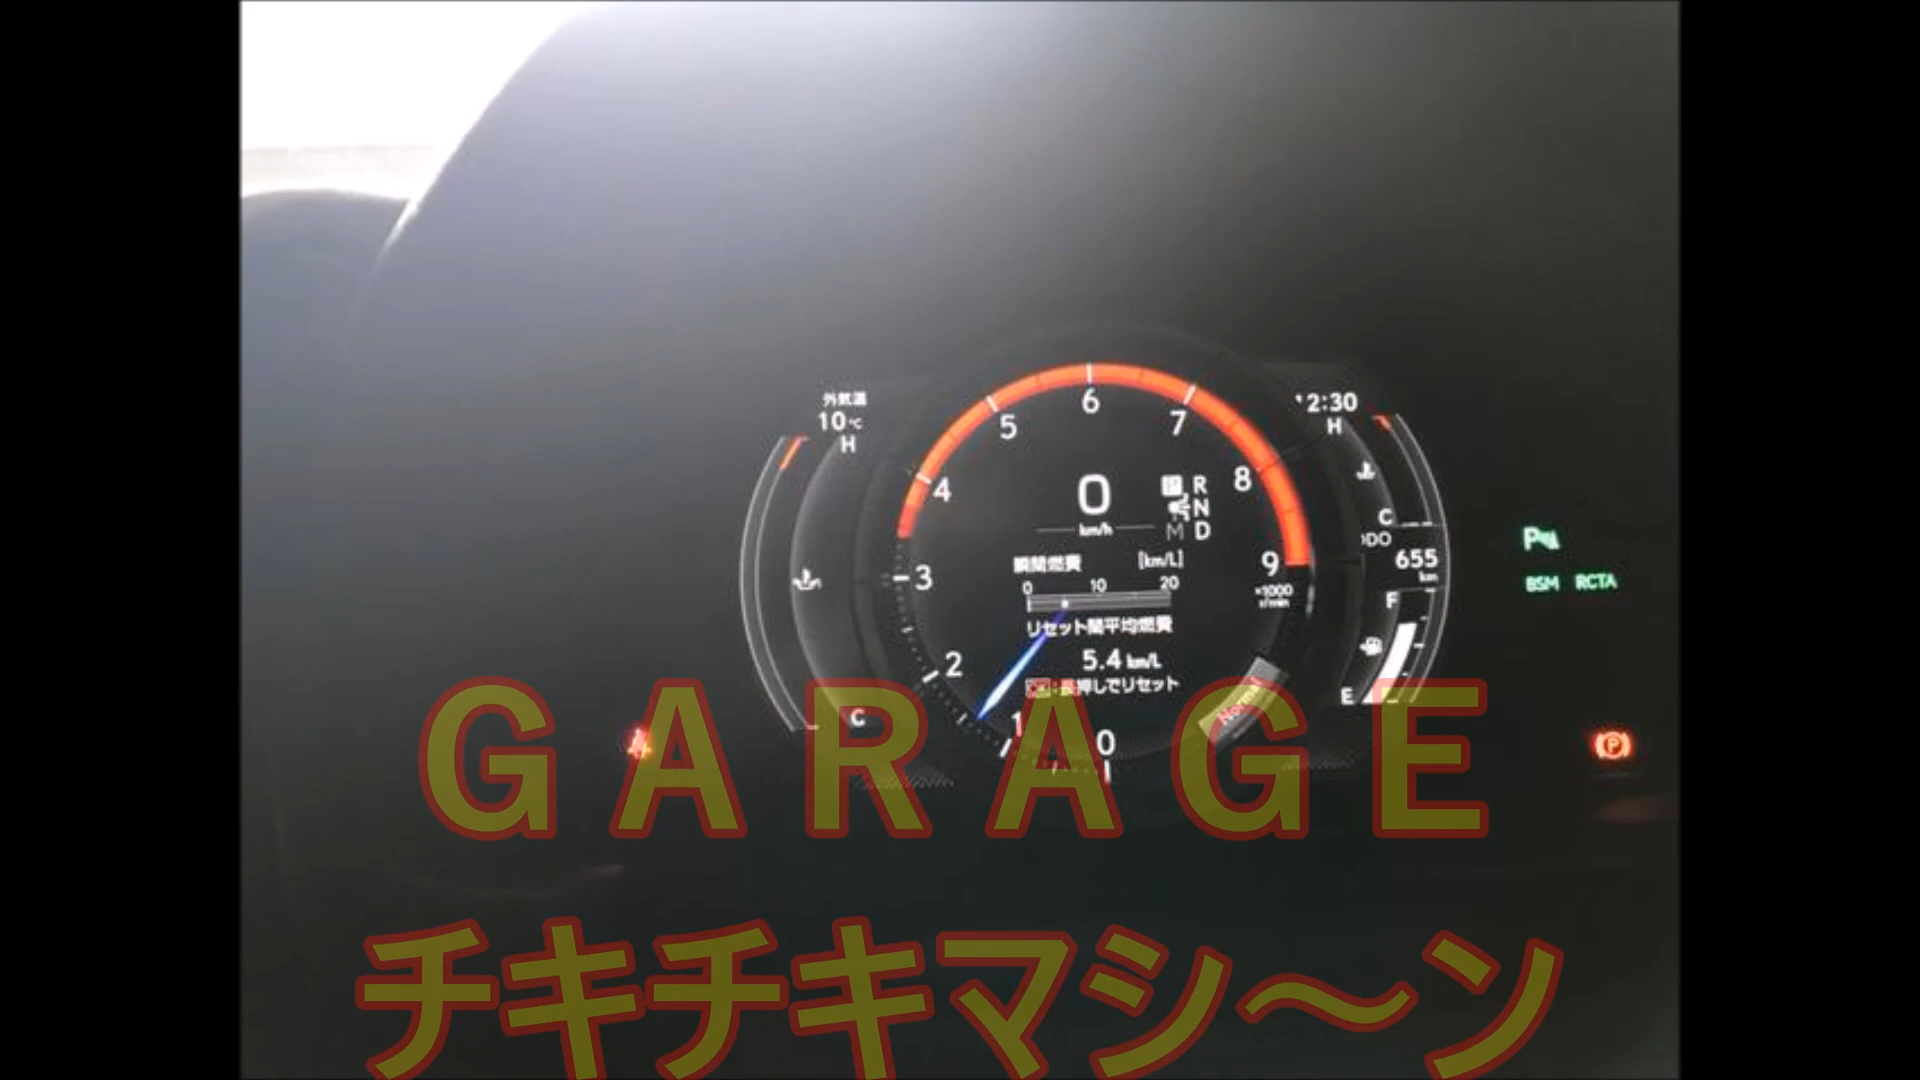 外気温
10℃
H
C
5
6
7
4
8
3
9
2
1
0
×1000
r/min
0
km/h
P R
N
M D
瞬間燃費 [km/L]
0 10 20
リセット間平均燃費
5.4 km/L
OK:長押しでリセット
Normal
12:30
H
C
ODO
655
km
F
E
P
BSM RCTA
P
GARAGE
チキチキマシ～ン